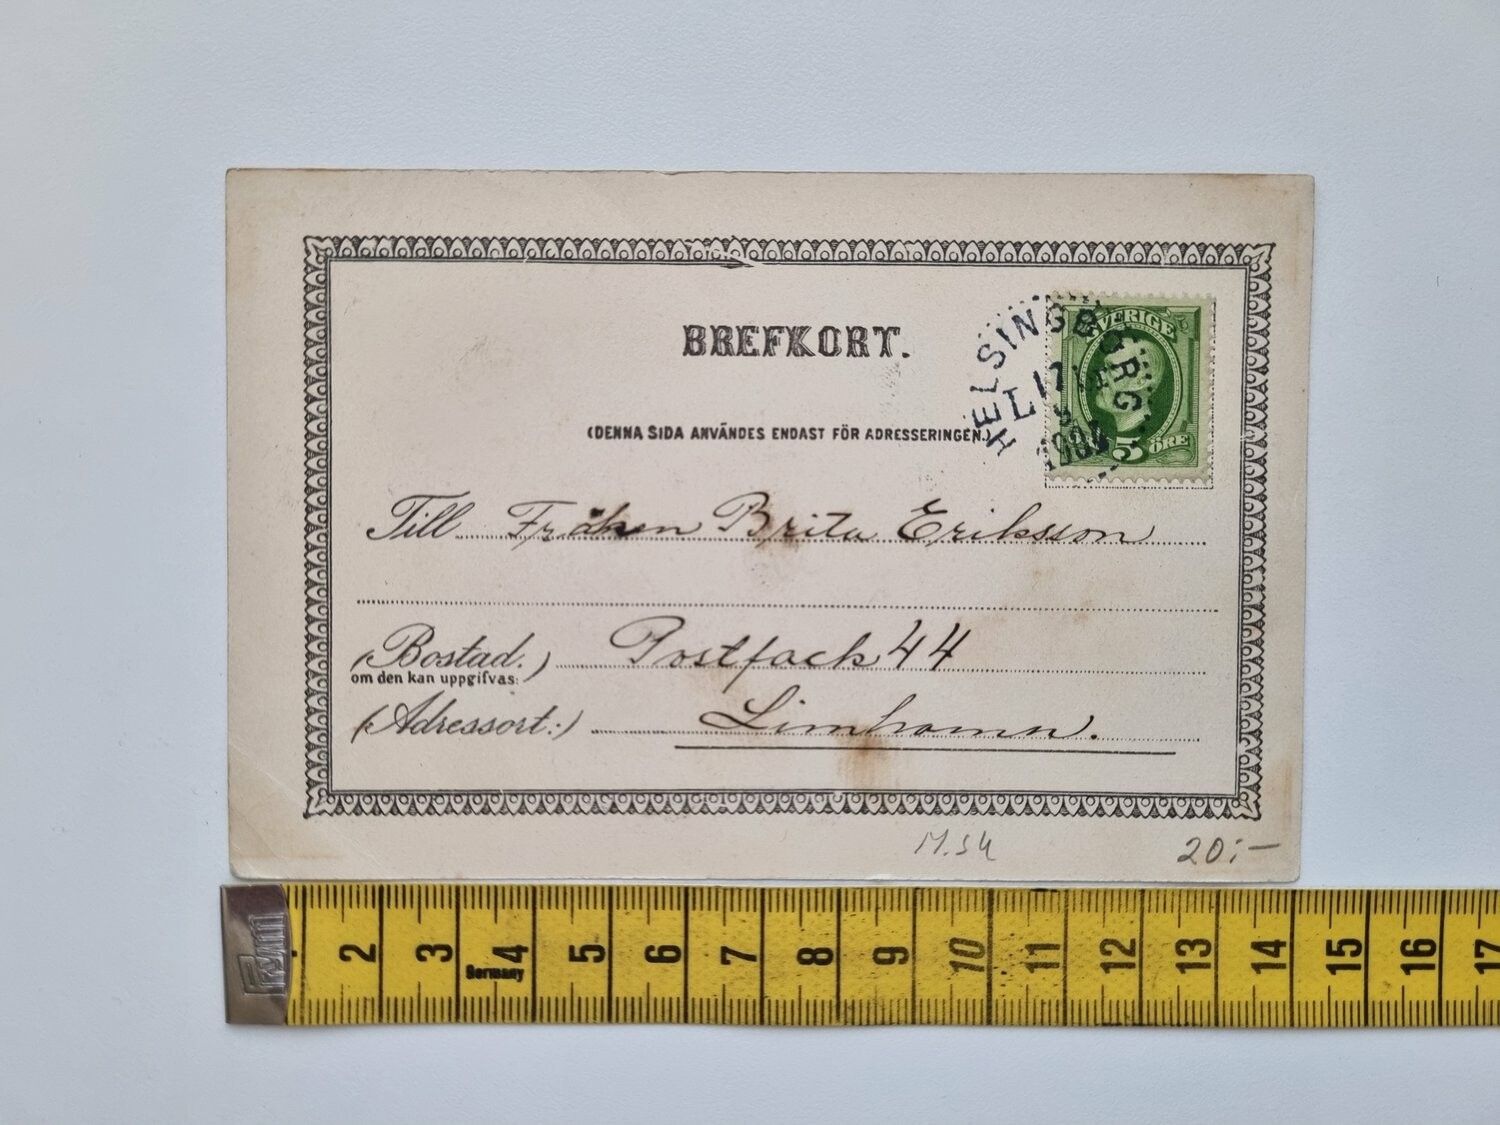 BREFKORT.
SVERIGE
HELSINGBORG
L
17
5 ÖRE
(DENNA SIDA ANVÄNDES ENDAST FÖR ADRESSERINGEN.)
Till Fröken Brita Eriksson
(Bostad.) Postfack 44
om den kan uppgifvas:
(Adressort:) Limhamn.
20:-
2 3 4 5 6 7 8 9 10 11 12 13 14 15 16 17
Germany